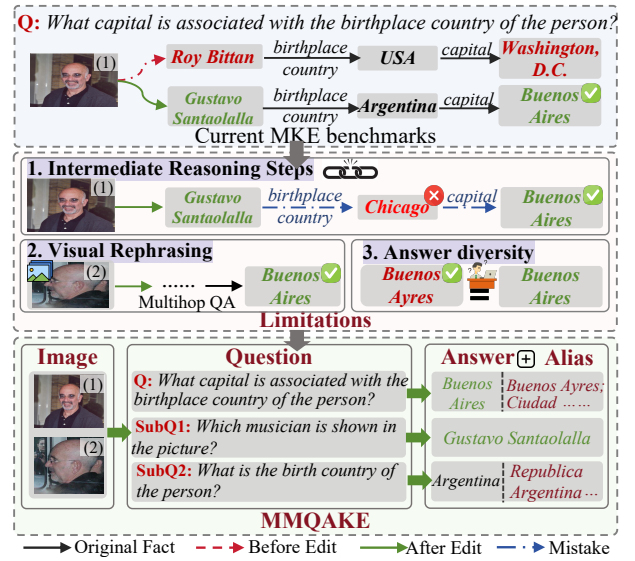 Q: What capital is associated with the birthplace country of the person?
(1)
Roy Bittan
birthplace
country
USA
capital
Washington,
D.C.
Gustavo
Santaolalla
birthplace
country
Argentina
capital
Buenos
Aires
Current MKE benchmarks
1. Intermediate Reasoning Steps
(1)
Gustavo
Santaolalla
birthplace
country
Chicago
capital
Buenos
Aires
2. Visual Rephrasing
(2)
......
Multihop QA
Buenos
Aires
3. Answer diversity
Buenos
Ayres
Buenos
Aires
Limitations
Image
Question
Answer + Alias
(1)
(2)
Q: What capital is associated with the
birthplace country of the person?
Buenos
Aires
Buenos Ayres;
Ciudad ......
SubQ1: Which musician is shown in
the picture?
Gustavo Santaolalla
SubQ2: What is the birth country of
the person?
Argentina
Republica
Argentina ...
MMQAKE
Original Fact
Before Edit
After Edit
Mistake